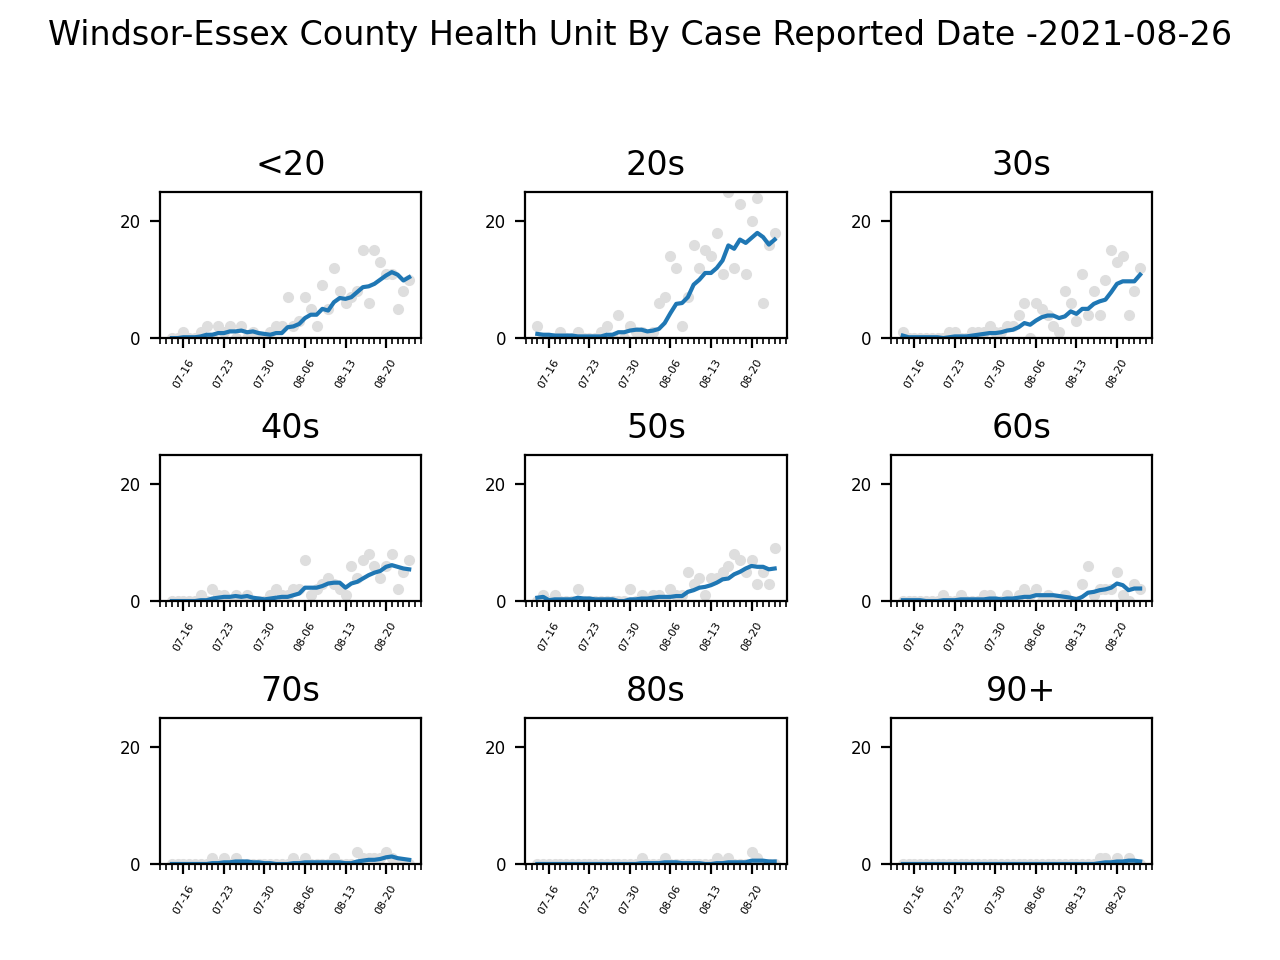 Windsor-Essex County Health Unit By Case Reported Date -2021-08-26
<20 20s 30s
20 20 20
0 0 0
07-16 07-23 07-30 08-06 08-13 08-20 07-16 07-23 07-30 08-06 08-13 08-20 07-16 07-23 07-30 08-06 08-13 08-20
40s 50s 60s
20 20 20
0 0 0
07-16 07-23 07-30 08-06 08-13 08-20 07-16 07-23 07-30 08-06 08-13 08-20 07-16 07-23 07-30 08-06 08-13 08-20
70s 80s 90+
20 20 20
0 0 0
07-16 07-23 07-30 08-06 08-13 08-20 07-16 07-23 07-30 08-06 08-13 08-20 07-16 07-23 07-30 08-06 08-13 08-20